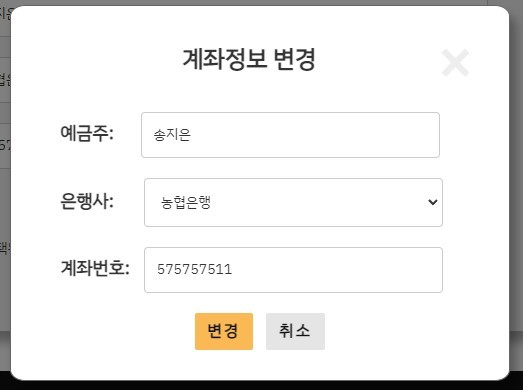 계좌정보 변경
예금주: 송지은
은행사: 농협은행
계좌번호: 575757511
변경 취소